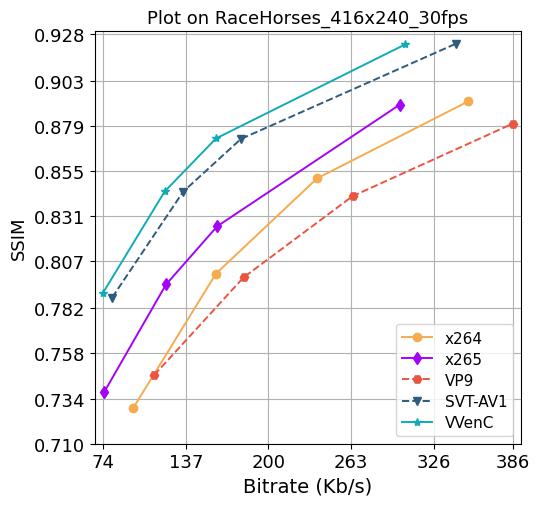 Plot on RaceHorses_416x240_30fps
0.928
0.903
0.879
0.855
0.831
0.807
0.782
0.758
0.734
0.710
SSIM
x264
x265
VP9
SVT-AV1
VVenC
74 137 200 263 326 386
Bitrate (Kb/s)